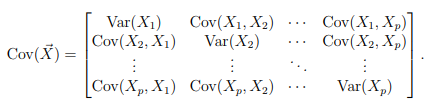 Var(X₁) Cov(X₁, X₂) ⋯ Cov(X₁, Xₚ)
Cov(X₂, X₁) Var(X₂) ⋯ Cov(X₂, Xₚ)
Cov(X⃗) = ⋮ ⋮ ⋱ ⋮ .
Cov(Xₚ, X₁) Cov(Xₚ, X₂) ⋯ Var(Xₚ)